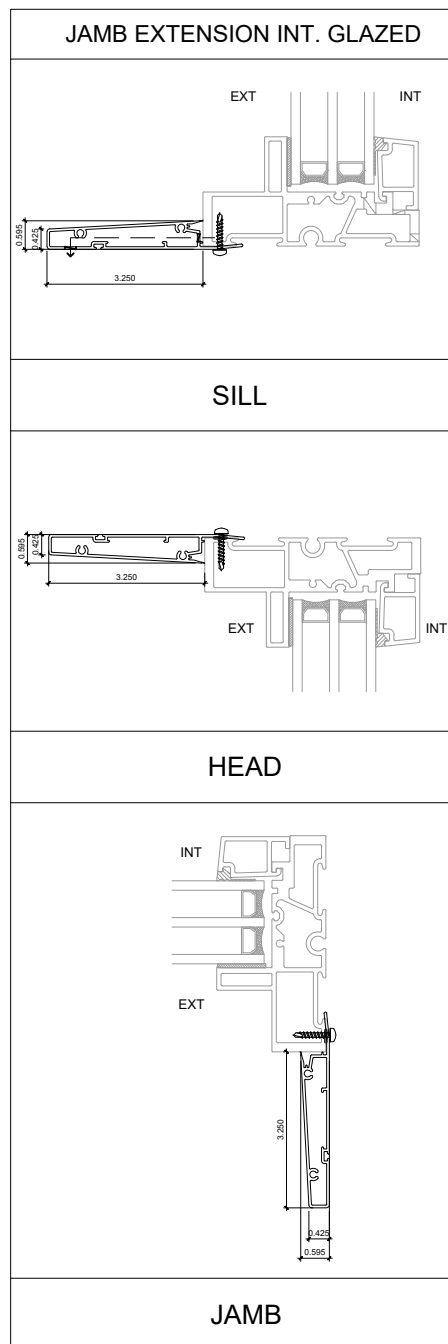 JAMB EXTENSION INT. GLAZED
EXT INT
0.595
0.425
3.250
SILL
0.595
0.425
3.250
EXT INT
HEAD
INT
EXT
3.250
0.425
0.595
JAMB